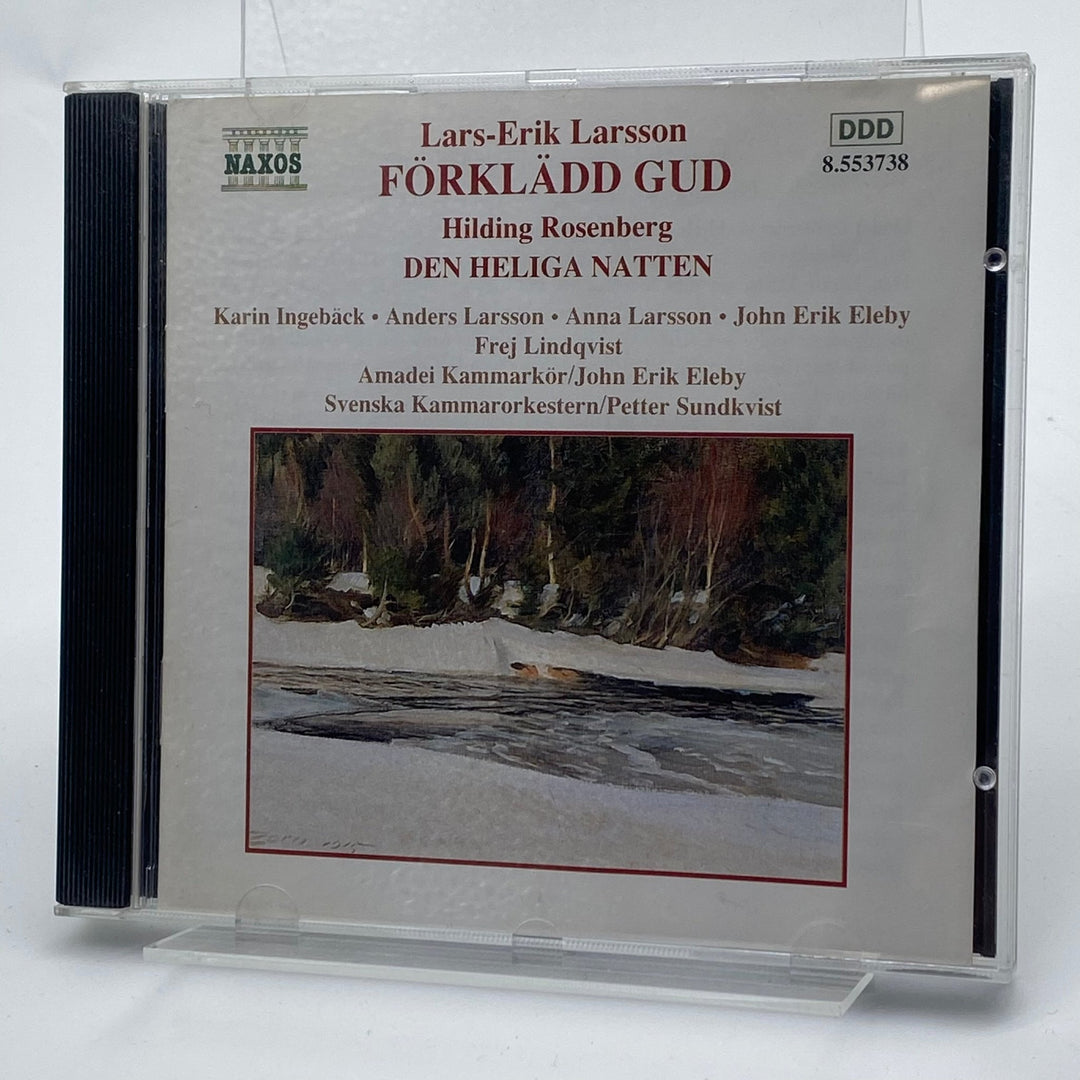 NAXOS
DDD
8.553738
Lars-Erik Larsson
FÖRKLÄDD GUD
Hilding Rosenberg
DEN HELIGA NATTEN
Karin Ingebäck • Anders Larsson • Anna Larsson • John Erik Eleby
Frej Lindqvist
Amadei Kammarkör/John Erik Eleby
Svenska Kammarorkestern/Petter Sundkvist